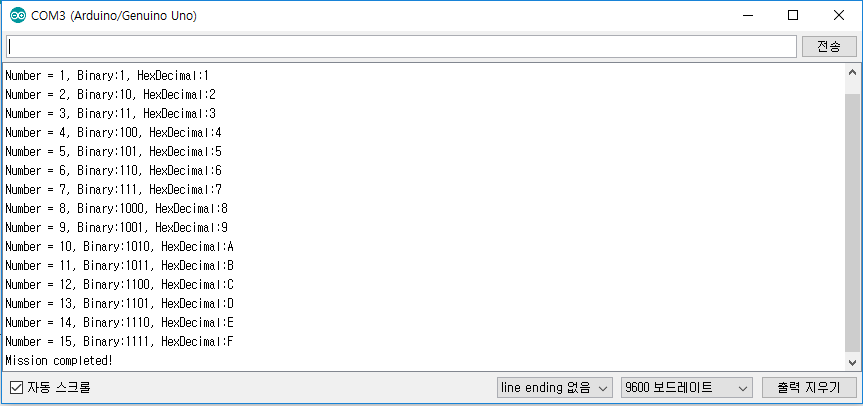 COM3 (Arduino/Genuino Uno)
전송
Number = 1, Binary:1, HexDecimal:1
Number = 2, Binary:10, HexDecimal:2
Number = 3, Binary:11, HexDecimal:3
Number = 4, Binary:100, HexDecimal:4
Number = 5, Binary:101, HexDecimal:5
Number = 6, Binary:110, HexDecimal:6
Number = 7, Binary:111, HexDecimal:7
Number = 8, Binary:1000, HexDecimal:8
Number = 9, Binary:1001, HexDecimal:9
Number = 10, Binary:1010, HexDecimal:A
Number = 11, Binary:1011, HexDecimal:B
Number = 12, Binary:1100, HexDecimal:C
Number = 13, Binary:1101, HexDecimal:D
Number = 14, Binary:1110, HexDecimal:E
Number = 15, Binary:1111, HexDecimal:F
Mission completed!
자동 스크롤 line ending 없음 9600 보드레이트 출력 지우기